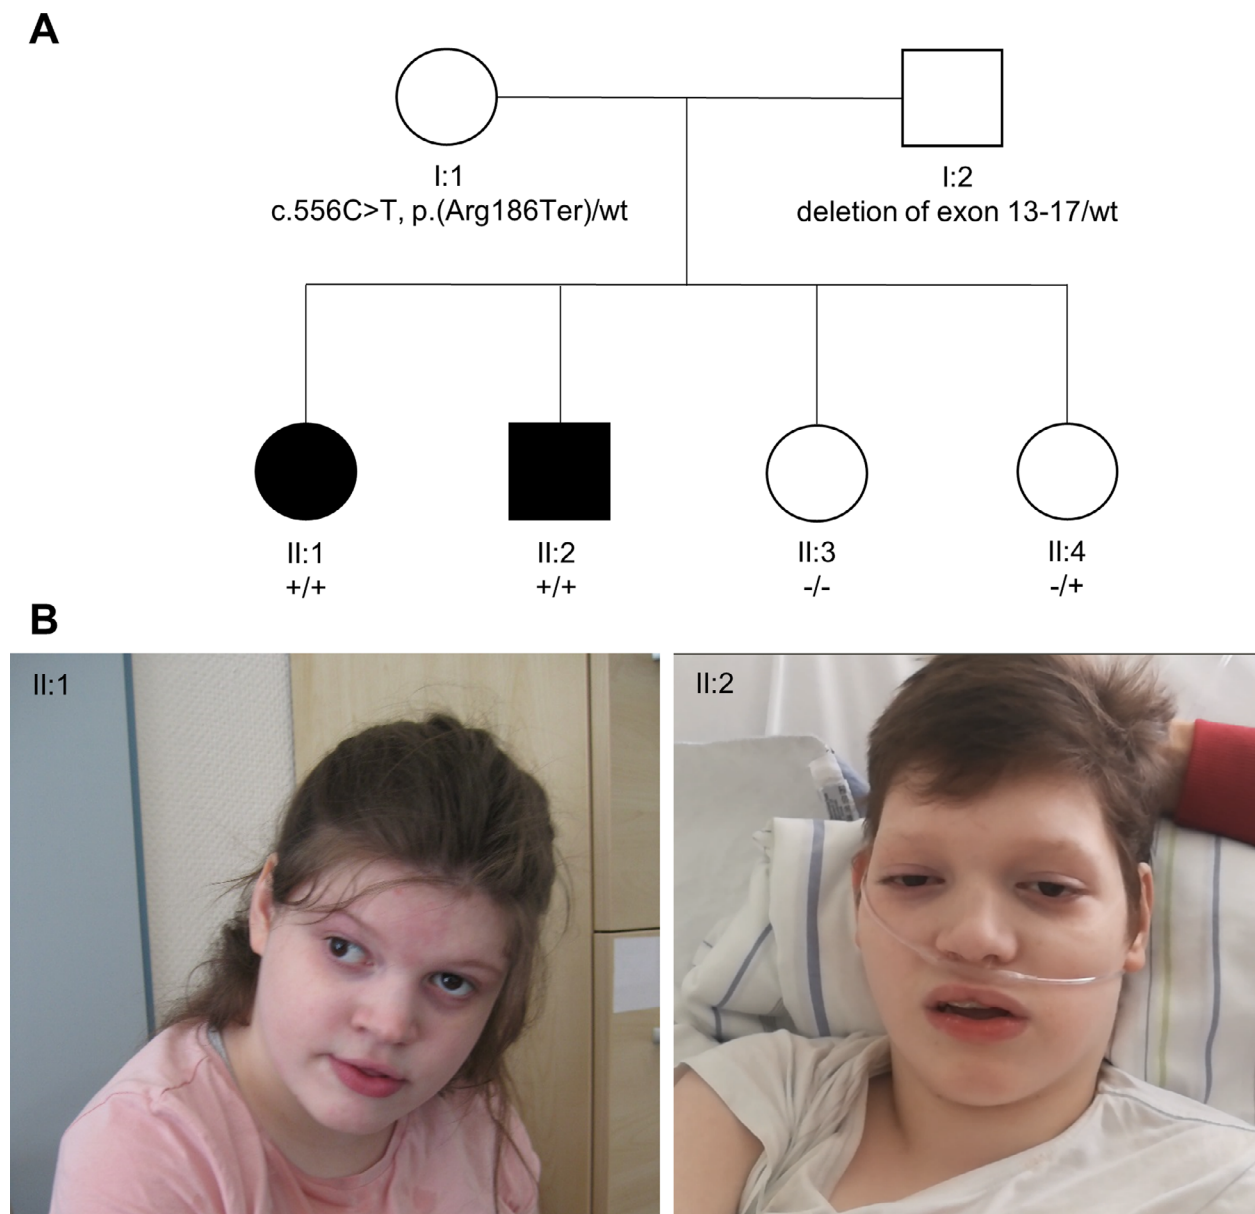 A
I:1
c.556C>T, p.(Arg186Ter)/wt
I:2
deletion of exon 13-17/wt
II:1
+/+
II:2
+/+
II:3
-/-
II:4
-/+
B
II:1
II:2